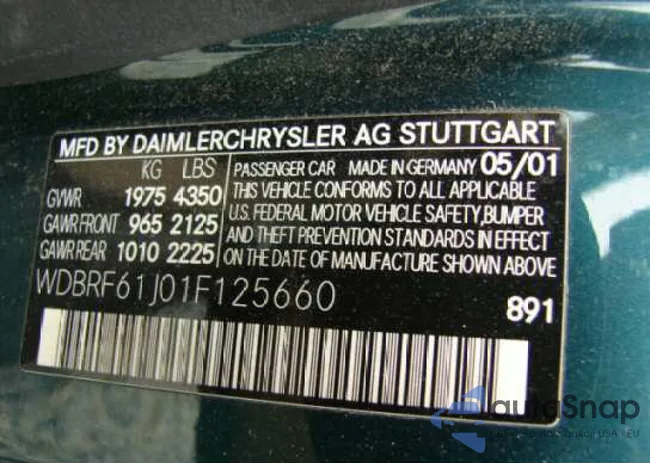 MFD BY DAIMLERCHRYSLER AG STUTTGART
KG LBS
GVWR 1975 4350
GAWR FRONT 965 2125
GAWR REAR 1010 2225
PASSENGER CAR MADE IN GERMANY 05/01
THIS VEHICLE CONFORMS TO ALL APPLICABLE
U.S. FEDERAL MOTOR VEHICLE SAFETY, BUMPER
AND THEFT PREVENTION STANDARDS IN EFFECT
ON THE DATE OF MANUFACTURE SHOWN ABOVE
WDBRF61J01F125660
891
autoSnap
USA i EU